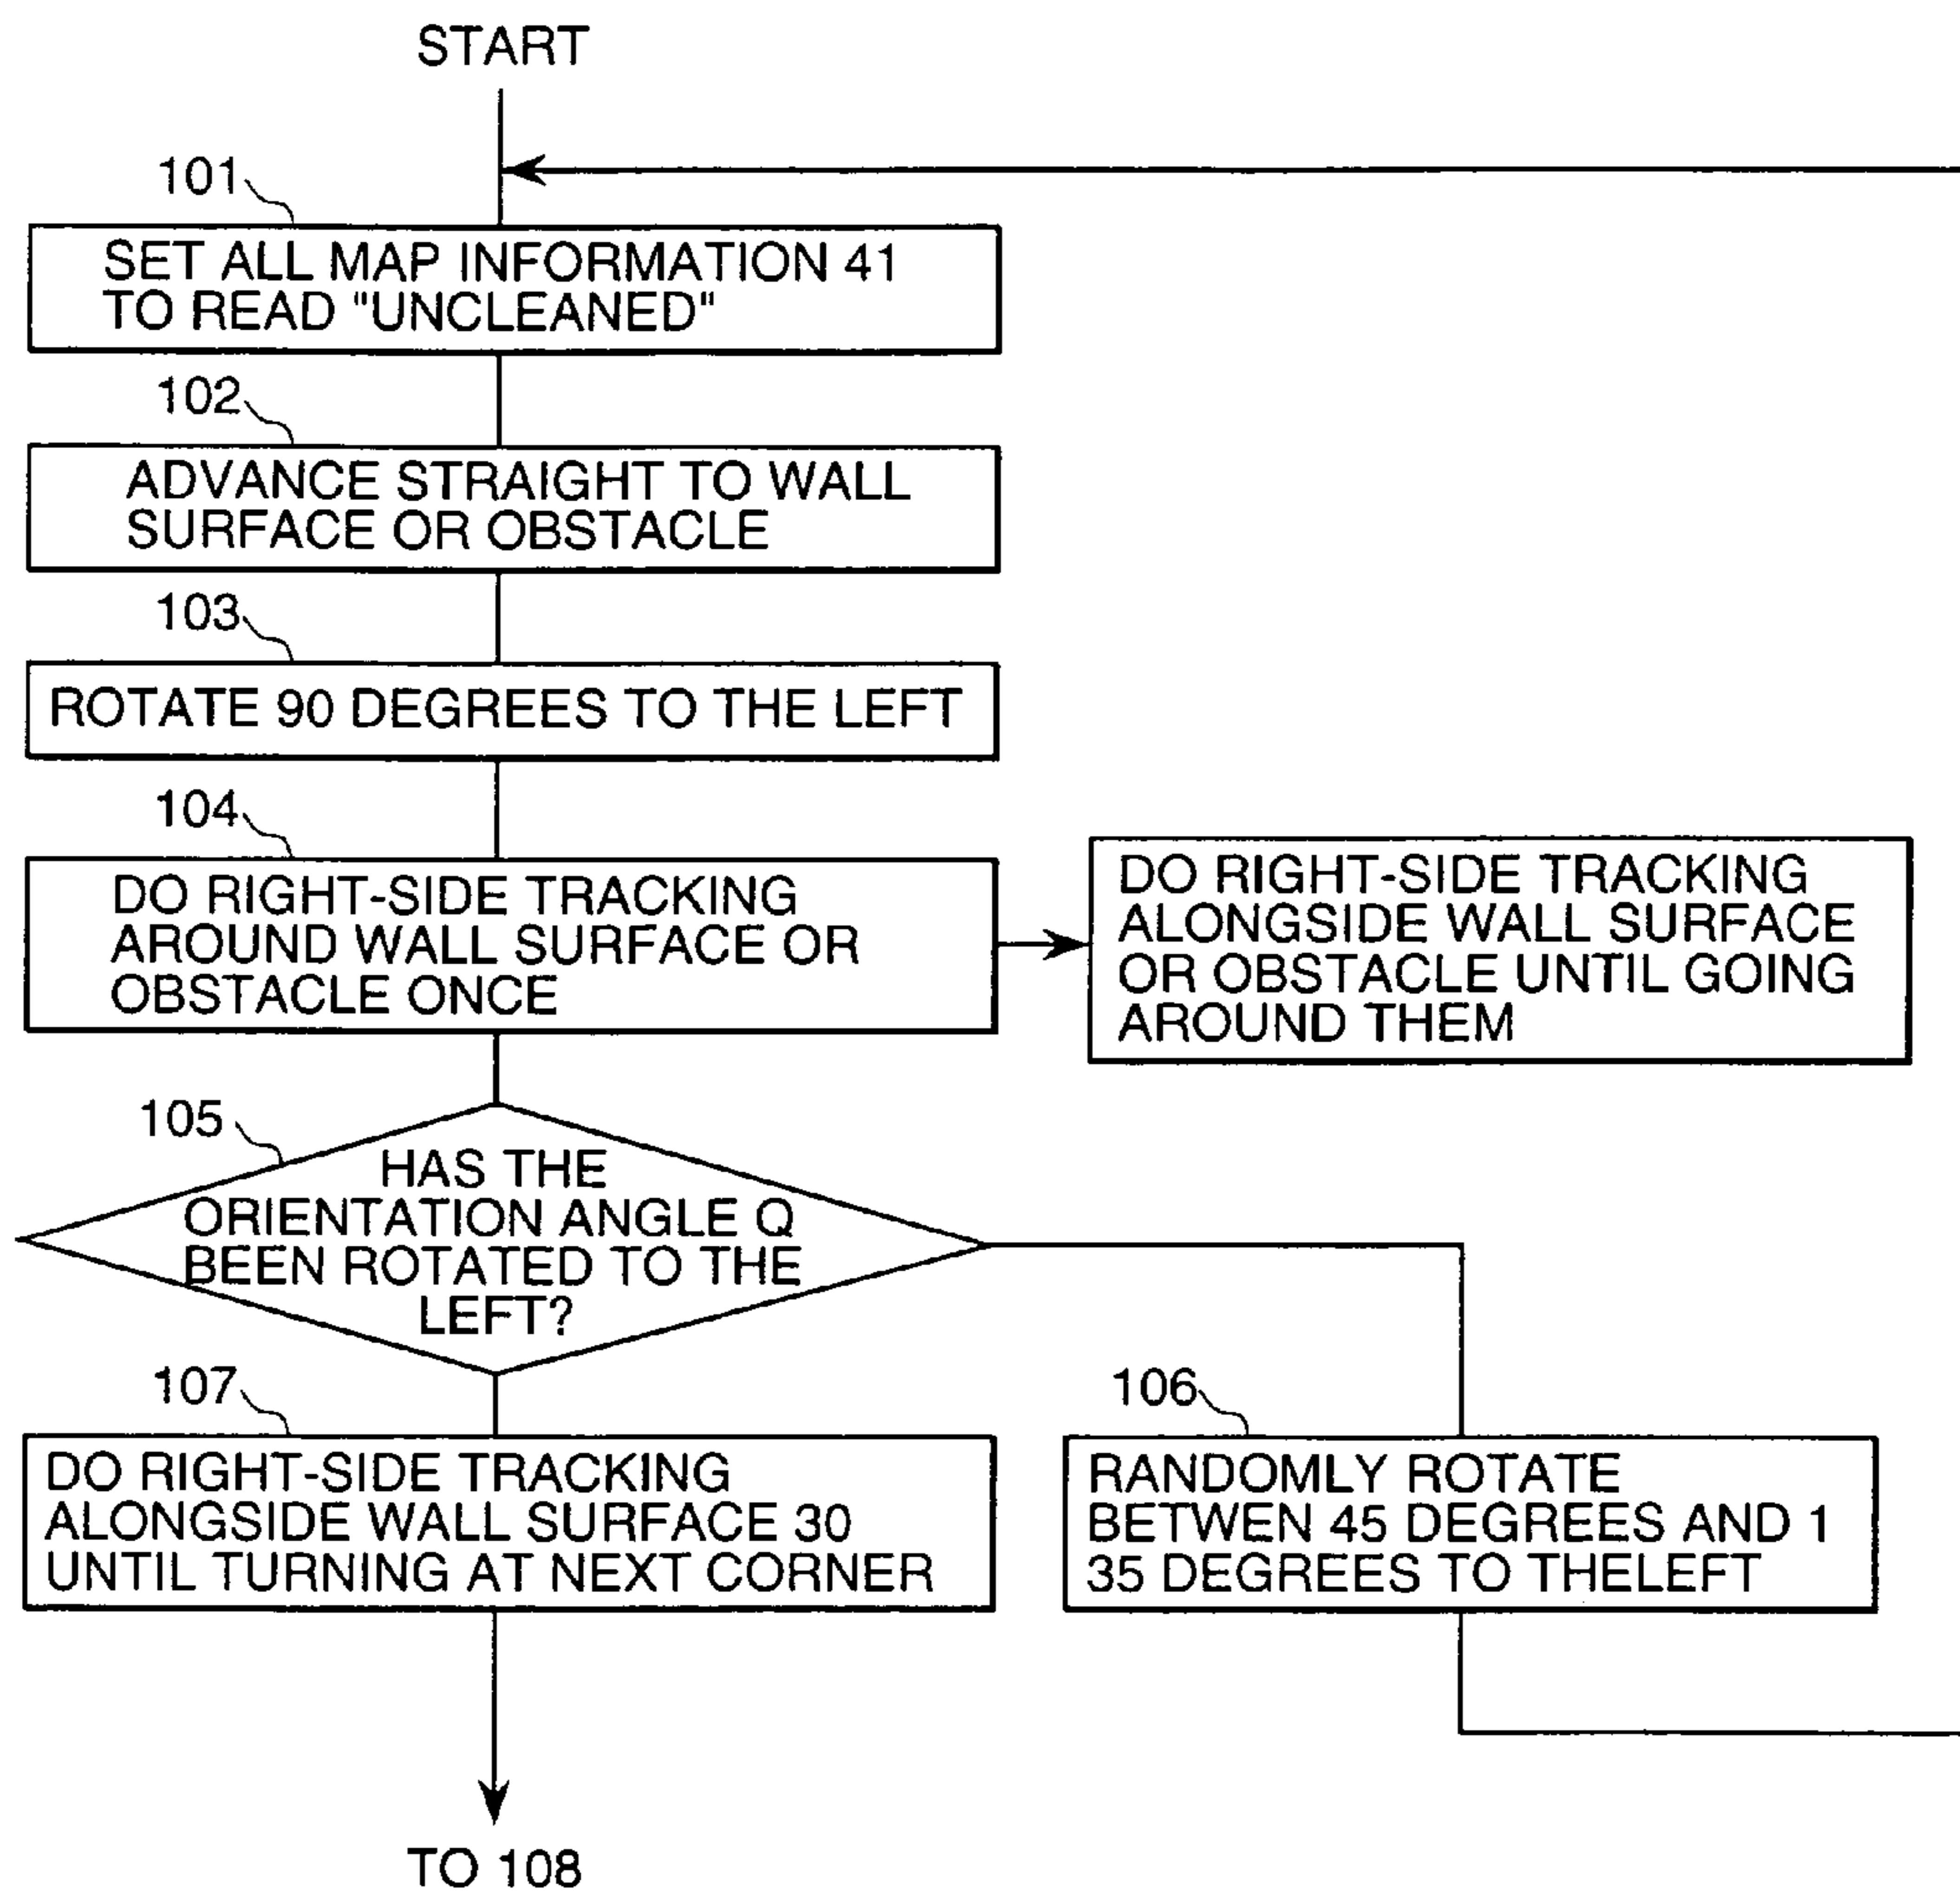 START
101
SET ALL MAP INFORMATION 41
TO READ "UNCLEANED"
102
ADVANCE STRAIGHT TO WALL
SURFACE OR OBSTACLE
103
ROTATE 90 DEGREES TO THE LEFT
104
DO RIGHT-SIDE TRACKING
AROUND WALL SURFACE OR
OBSTACLE ONCE
DO RIGHT-SIDE TRACKING
ALONGSIDE WALL SURFACE
OR OBSTACLE UNTIL GOING
AROUND THEM
105
HAS THE
ORIENTATION ANGLE Q
BEEN ROTATED TO THE
LEFT?
107
DO RIGHT-SIDE TRACKING
ALONGSIDE WALL SURFACE 30
UNTIL TURNING AT NEXT CORNER
106
RANDOMLY ROTATE
BETWEN 45 DEGREES AND 1
35 DEGREES TO THELEFT
TO 108